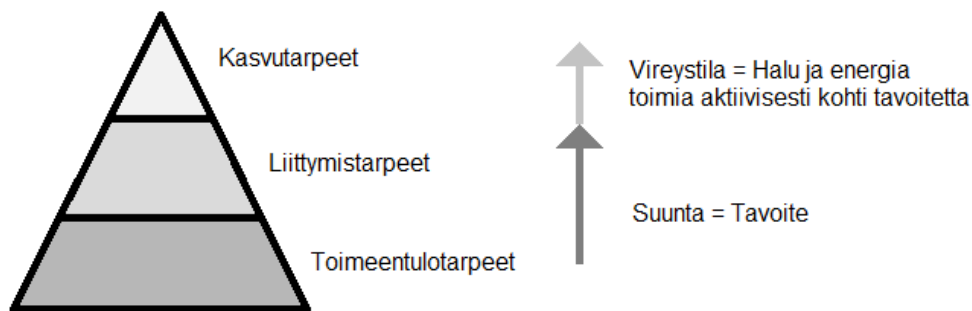 Kasvutarpeet
Liittymistarpeet
Toimeentulotarpeet
Vireystila = Halu ja energia
toimia aktiivisesti kohti tavoitetta
Suunta = Tavoite